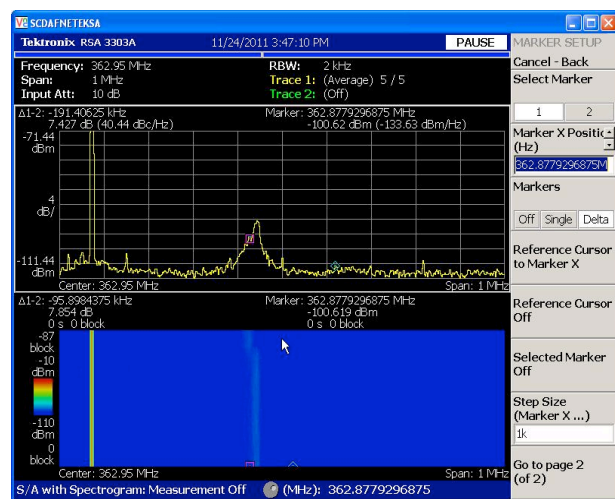 SCDAFNETEKSA
Tektronix RSA 3303A 11/24/2011 3:47:10 PM PAUSE
MARKER SETUP
Frequency: 362.95 MHz RBW: 2 kHz
Span: 1 MHz Trace 1: (Average) 5 / 5
Input Att: 10 dB Trace 2: (Off)
Δ1-2: -191.40625 kHz Marker: 362.8779296875 MHz
7.427 dB (40.44 dBc/Hz) -100.62 dBm (-133.63 dBm/Hz)
-71.44
dBm
4
dB/
-111.44
dBm
Center: 362.95 MHz Span: 1 MHz
Δ1-2: -95.8984375 kHz Marker: 362.8779296875 MHz
7.854 dB -100.619 dBm
0 s 0 block 0 s 0 block
-87
block
-10
dBm
-110
dBm
0
block
Center: 362.95 MHz Span: 1 MHz
S/A with Spectrogram: Measurement Off (MHz): 362.8779296875
Cancel - Back
Select Marker
1 2
Marker X Positic
(Hz)
362.8779296875M
Markers
Off Single Delta
Reference Cursor
to Marker X
Reference Cursor
Off
Selected Marker
Off
Step Size
(Marker X ...)
1k
Go to page 2
(of 2)